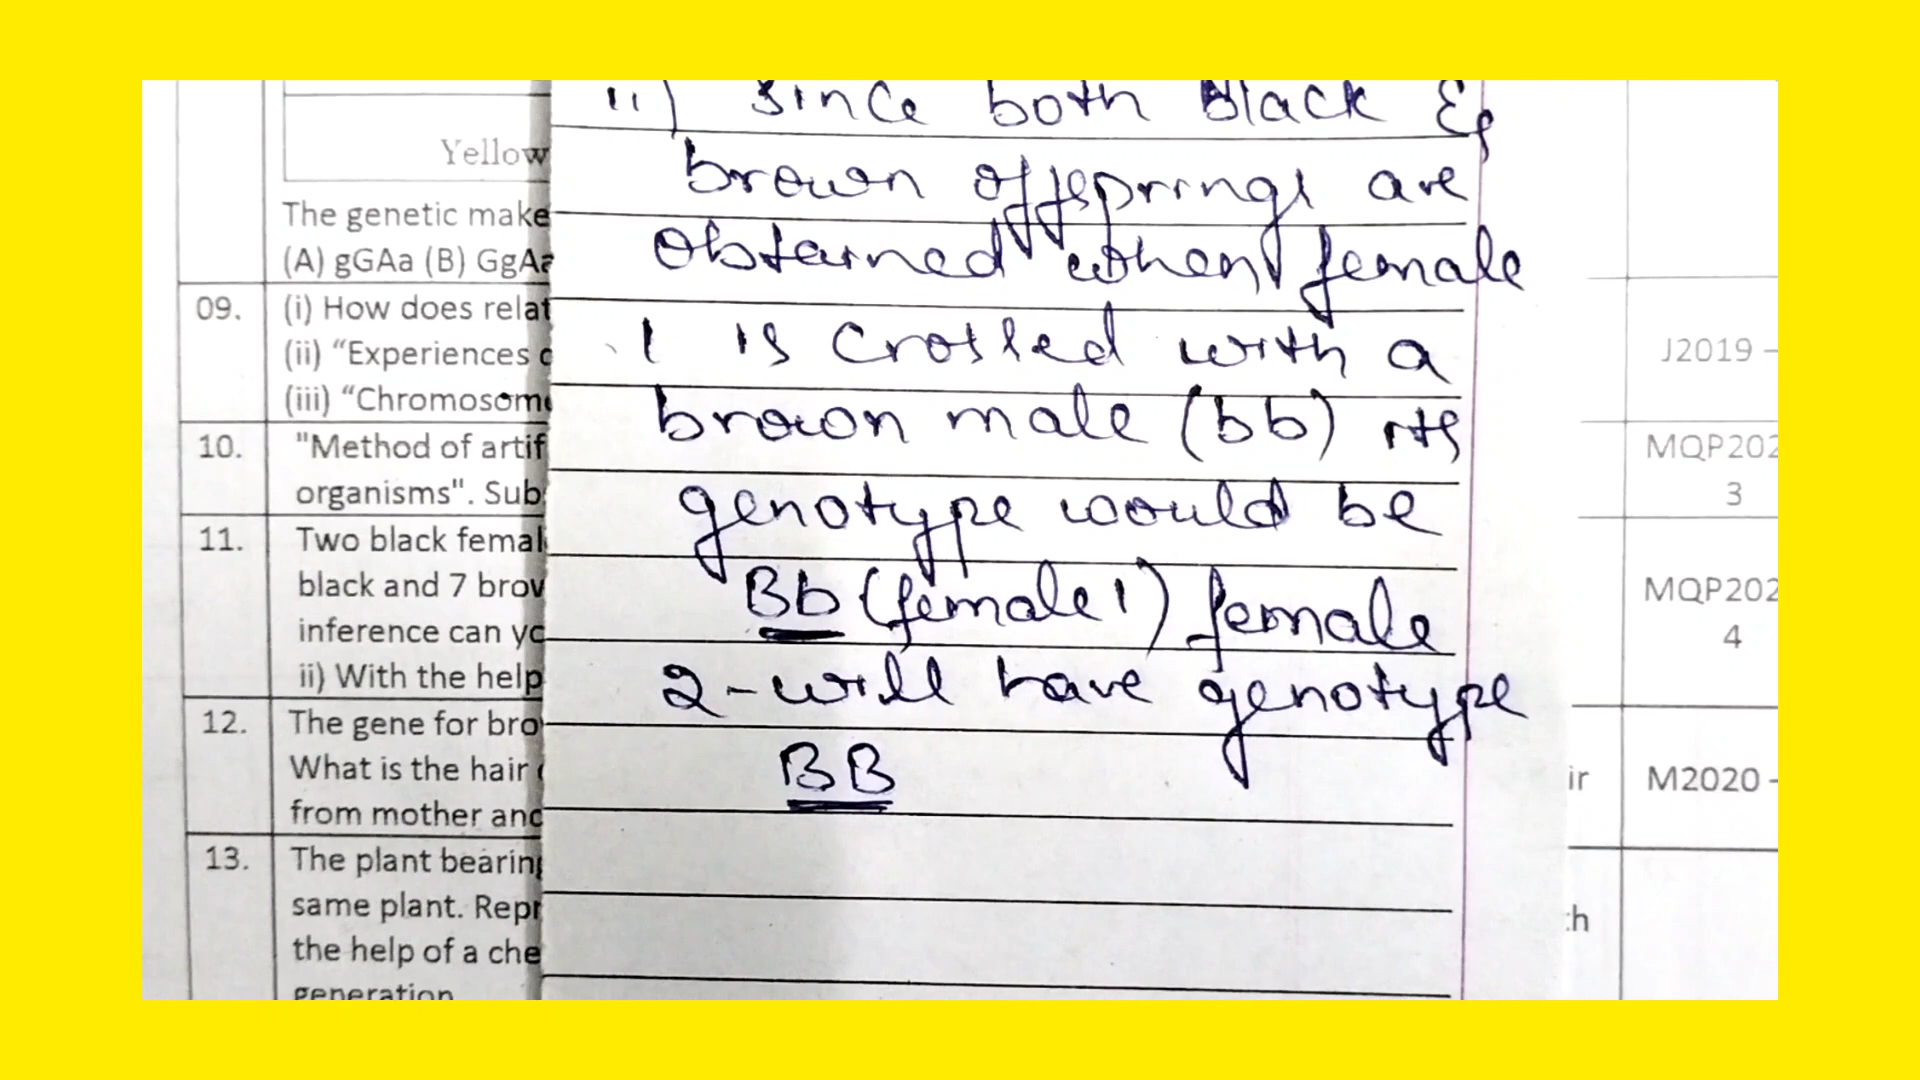 ii) Since both Black &
brown offsprings are
obtained when female
1 is crossed with a
brown male (bb) its
genotype would be
Bb (female 1) female
2 - will have genotype
BB
Yellow
The genetic make
(A) gGAa (B) GgAa
09. (i) How does relat
(ii) “Experiences
(iii) “Chromosom
J2019 -
10. "Method of artif
organisms". Sub
MQP202
3
11. Two black femal
black and 7 brow
inference can yo
ii) With the help
MQP202
4
12. The gene for bro
What is the hair
from mother and
ir
M2020 -
13. The plant bearing
same plant. Repr
the help of a che
generation
th